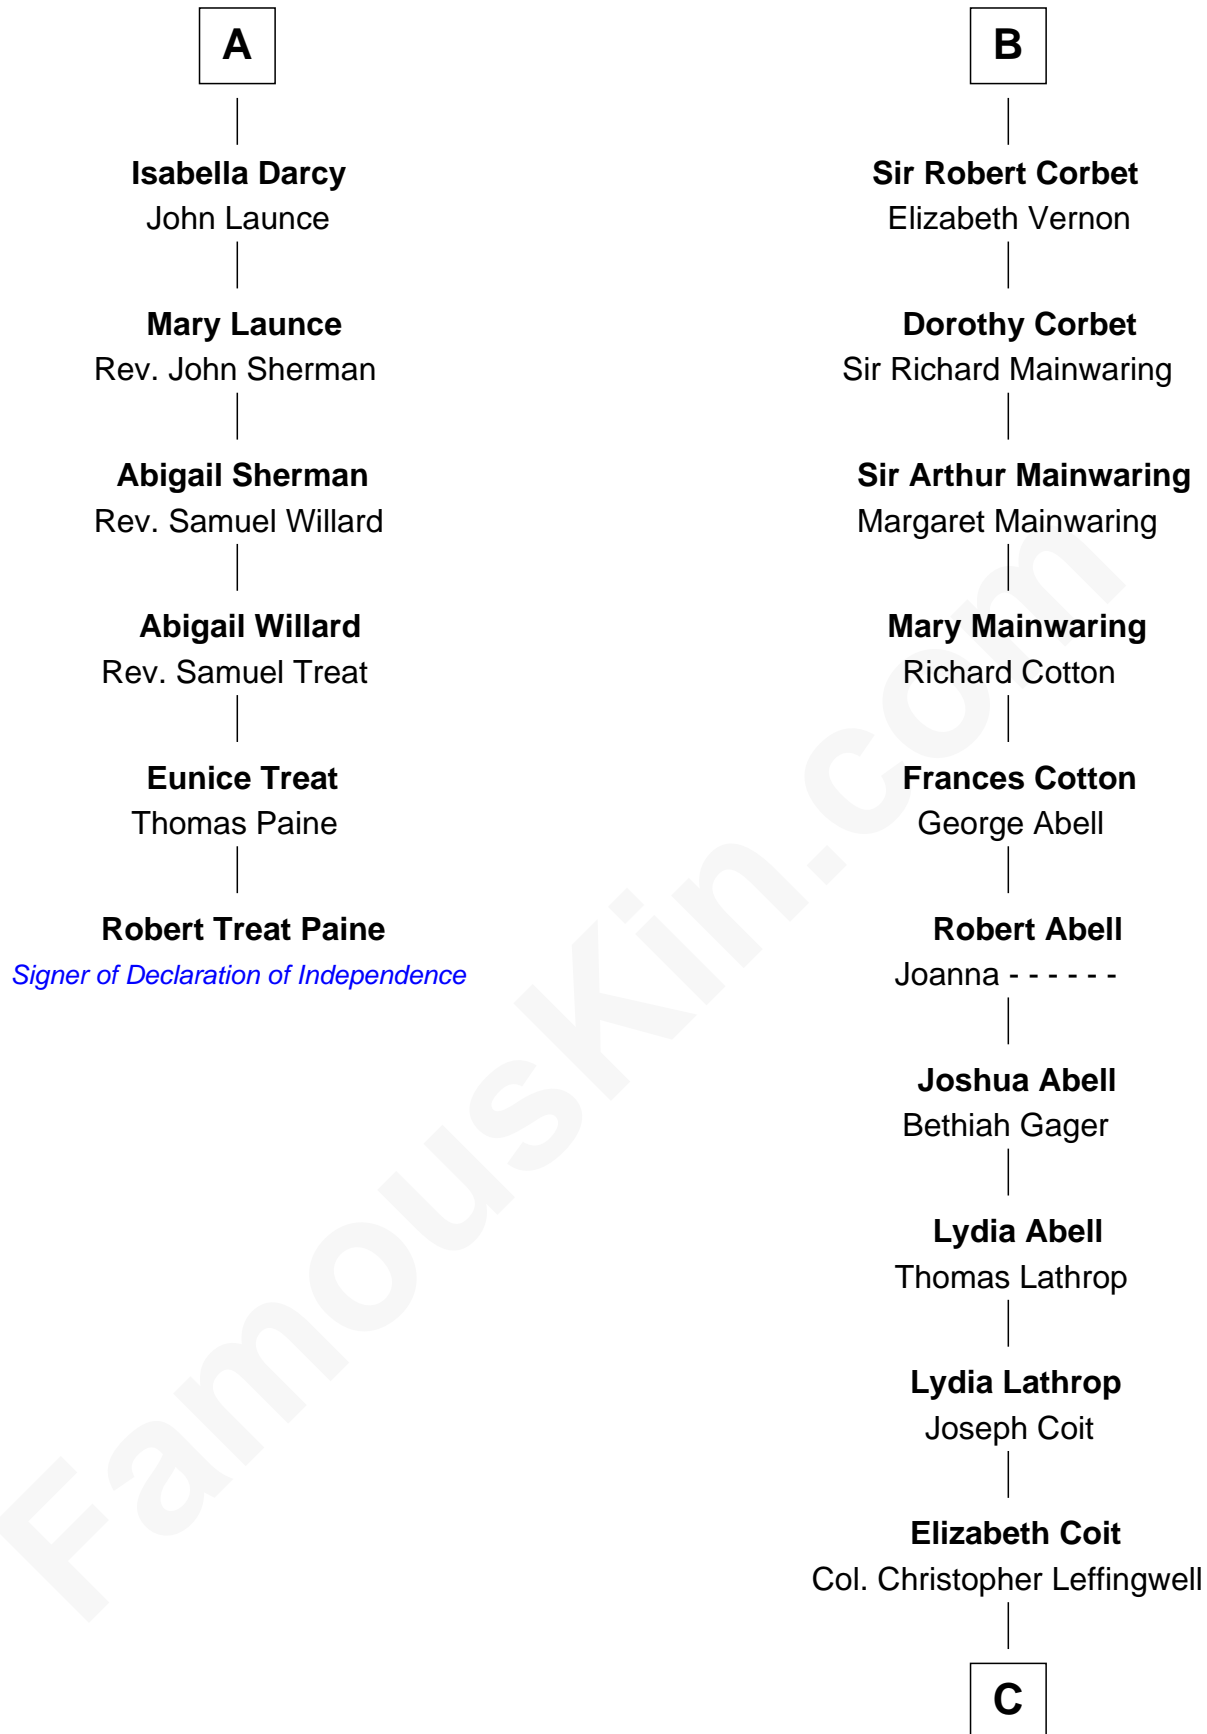 A
Isabella Darcy
John Launce
Mary Launce
Rev. John Sherman
Abigail Sherman
Rev. Samuel Willard
Abigail Willard
Rev. Samuel Treat
Eunice Treat
Thomas Paine
Robert Treat Paine
Signer of Declaration of Independence
B
Sir Robert Corbet
Elizabeth Vernon
Dorothy Corbet
Sir Richard Mainwaring
Sir Arthur Mainwaring
Margaret Mainwaring
Mary Mainwaring
Richard Cotton
Frances Cotton
George Abell
Robert Abell
Joanna - - - - - -
Joshua Abell
Bethiah Gager
Lydia Abell
Thomas Lathrop
Lydia Lathrop
Joseph Coit
Elizabeth Coit
Col. Christopher Leffingwell
C
FamousKin.com